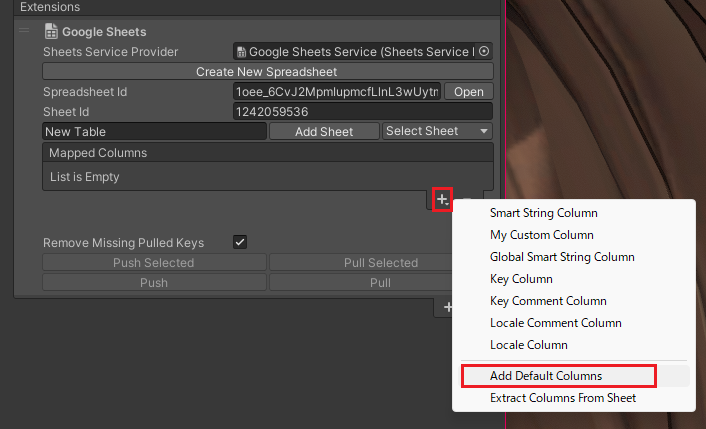 Extensions
Google Sheets
Sheets Service Provider
Google Sheets Service (Sheets Service
Create New Spreadsheet
Spreadsheet Id
Open
Sheet Id
1242059536
New Table
Add Sheet
Select Sheet
Mapped Columns
List is Empty
Smart String Column
My Custom Column
Global Smart String Column
Key Column
Key Comment Column
Locale Comment Column
Locale Column
Add Default Columns
Extract Columns From Sheet
Remove Missing Pulled Keys
Push Selected
Pull Selected
Push
Pull